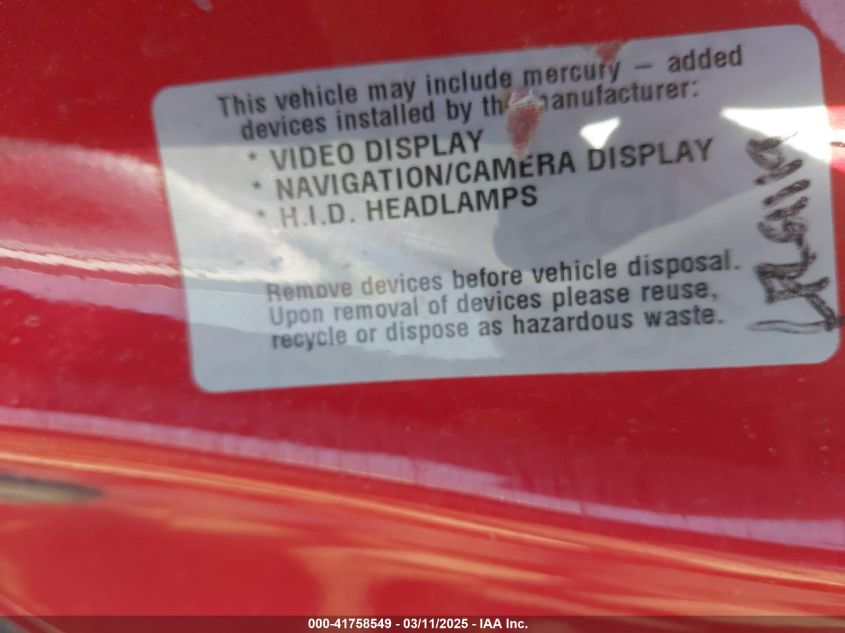 This vehicle may include mercury – added
devices installed by the manufacturer:
* VIDEO DISPLAY
* NAVIGATION/CAMERA DISPLAY
* H.I.D. HEADLAMPS
Remove devices before vehicle disposal.
Upon removal of devices please reuse,
recycle or dispose as hazardous waste.
000-41758549 - 03/11/2025 - IAA Inc.